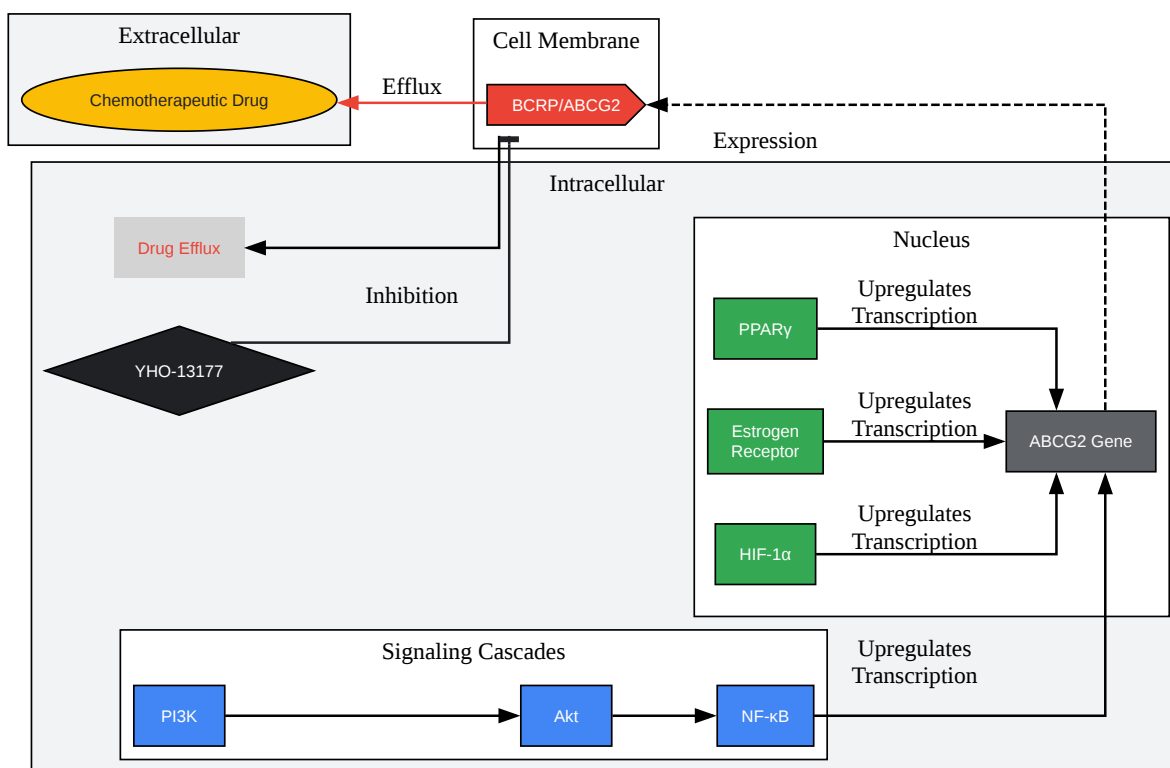 Extracellular
Chemotherapeutic Drug
Efflux
Cell Membrane
BCRP/ABCG2
Expression
Intracellular
Drug Efflux
Inhibition
YHO-13177
Nucleus
PPARγ
Upregulates
Transcription
Estrogen
Receptor
Upregulates
Transcription
ABCG2 Gene
HIF-1α
Upregulates
Transcription
Signaling Cascades
PI3K
Akt
NF-κB
Upregulates
Transcription